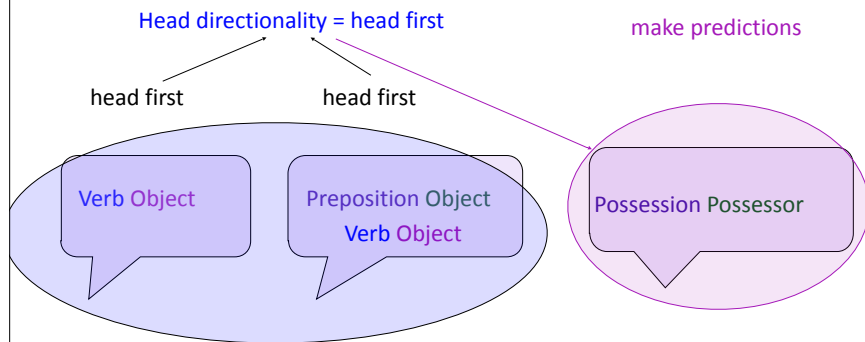 Head directionality = head first
make predictions
head first
head first
Verb Object
Preposition Object
Verb Object
Possession Possessor